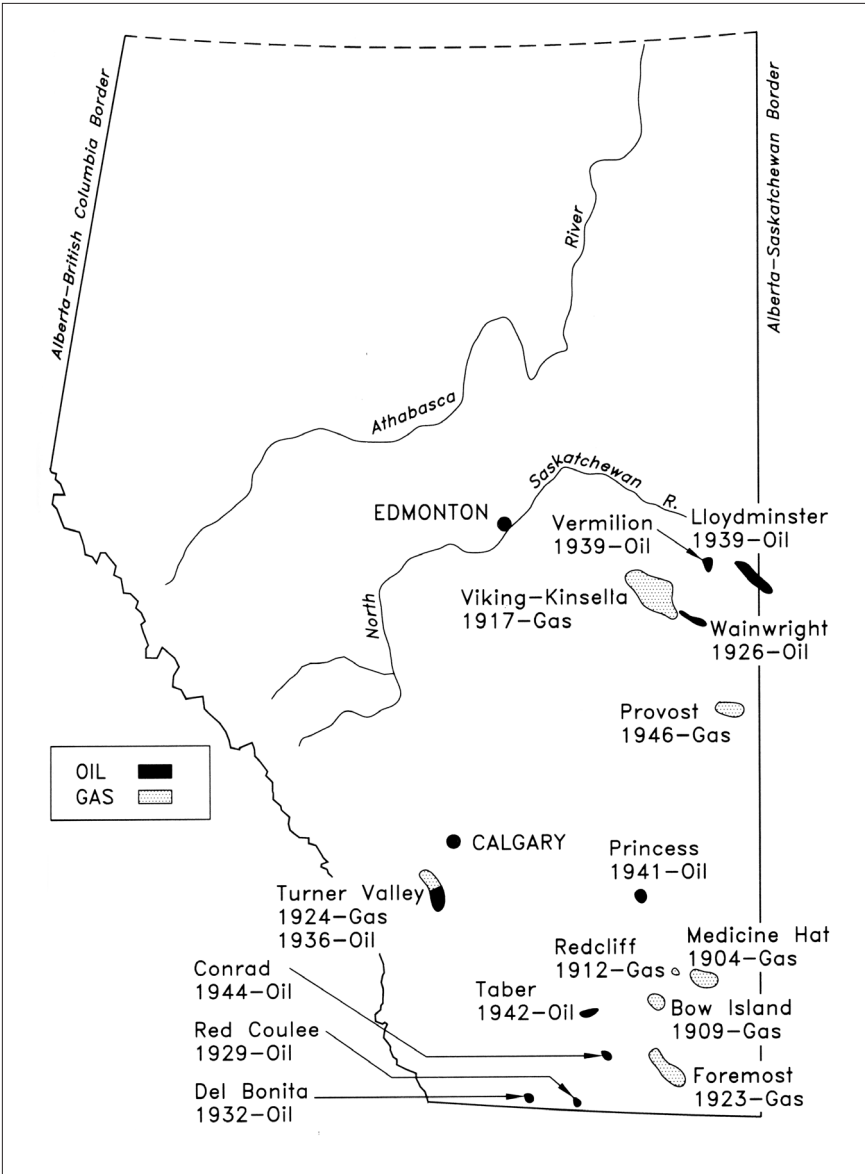 Alberta–British Columbia Border
Alberta–Saskatchewan Border
River
Athabasca
Saskatchewan
R.
North
EDMONTON
Vermilion
1939–Oil
Lloydminster
1939–Oil
Viking–Kinsella
1917–Gas
Wainwright
1926–Oil
Provost
1946–Gas
OIL
GAS
CALGARY
Princess
1941–Oil
Turner Valley
1924–Gas
1936–Oil
Redcliff
1912–Gas
Medicine Hat
1904–Gas
Conrad
1944–Oil
Taber
1942–Oil
Bow Island
1909–Gas
Red Coulee
1929–Oil
Foremost
1923–Gas
Del Bonita
1932–Oil